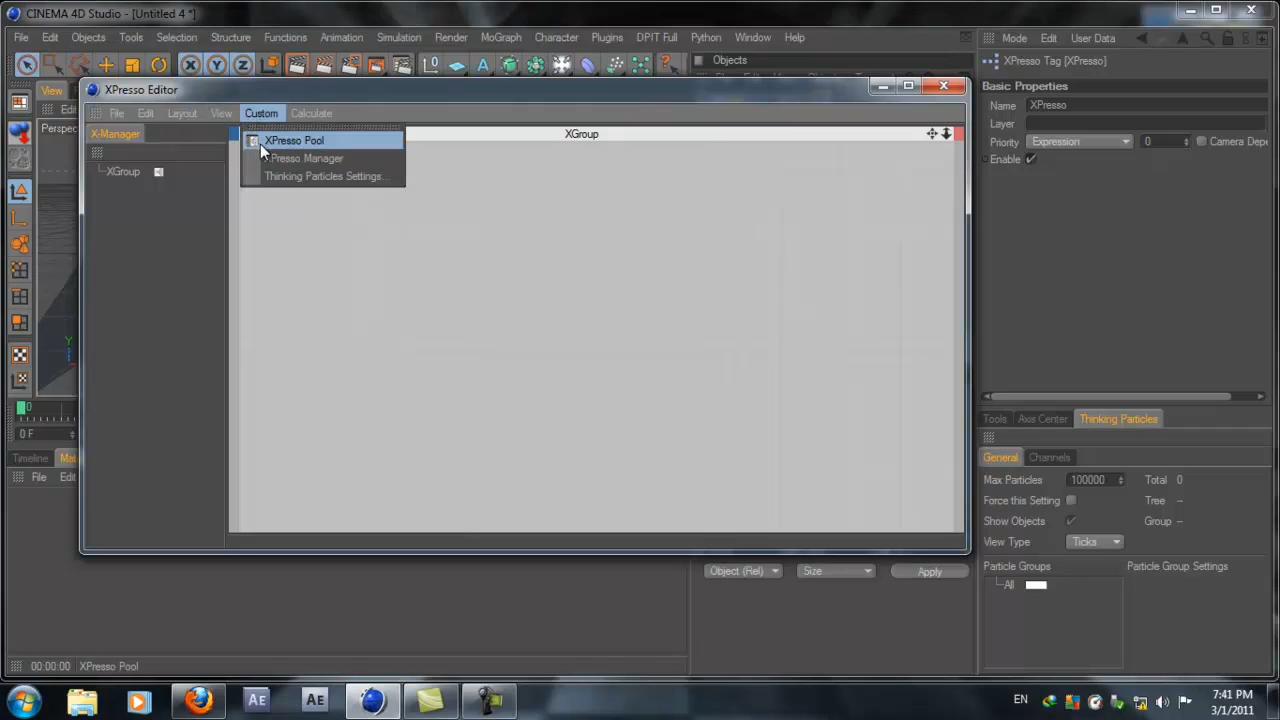 CINEMA 4D Studio - [Untitled 4 *]
File Edit Objects Tools Selection Structure Functions Animation Simulation Render MoGraph Character Plugins DPIT Full Python Window Help
Mode Edit User Data
Objects
XPresso Tag [XPresso]
Basic Properties
Name XPresso
Layer
Priority Expression 0 Camera Depe
Enable
View
XPresso Editor
File Edit Layout View Custom Calculate
X-Manager
XGroup
XGroup
XPresso Pool
XPresso Manager
Thinking Particles Settings...
Perspe
Y
0
0 F
Timeline
File
Tools Axis Center Thinking Particles
General Channels
Max Particles 100000 Total 0
Force this Setting Tree --
Show Objects Group --
View Type Ticks
Particle Groups Particle Group Settings
All
Object (Rel) Size Apply
00:00:00 XPresso Pool
Ae Ae EN
7:41 PM
3/1/2011